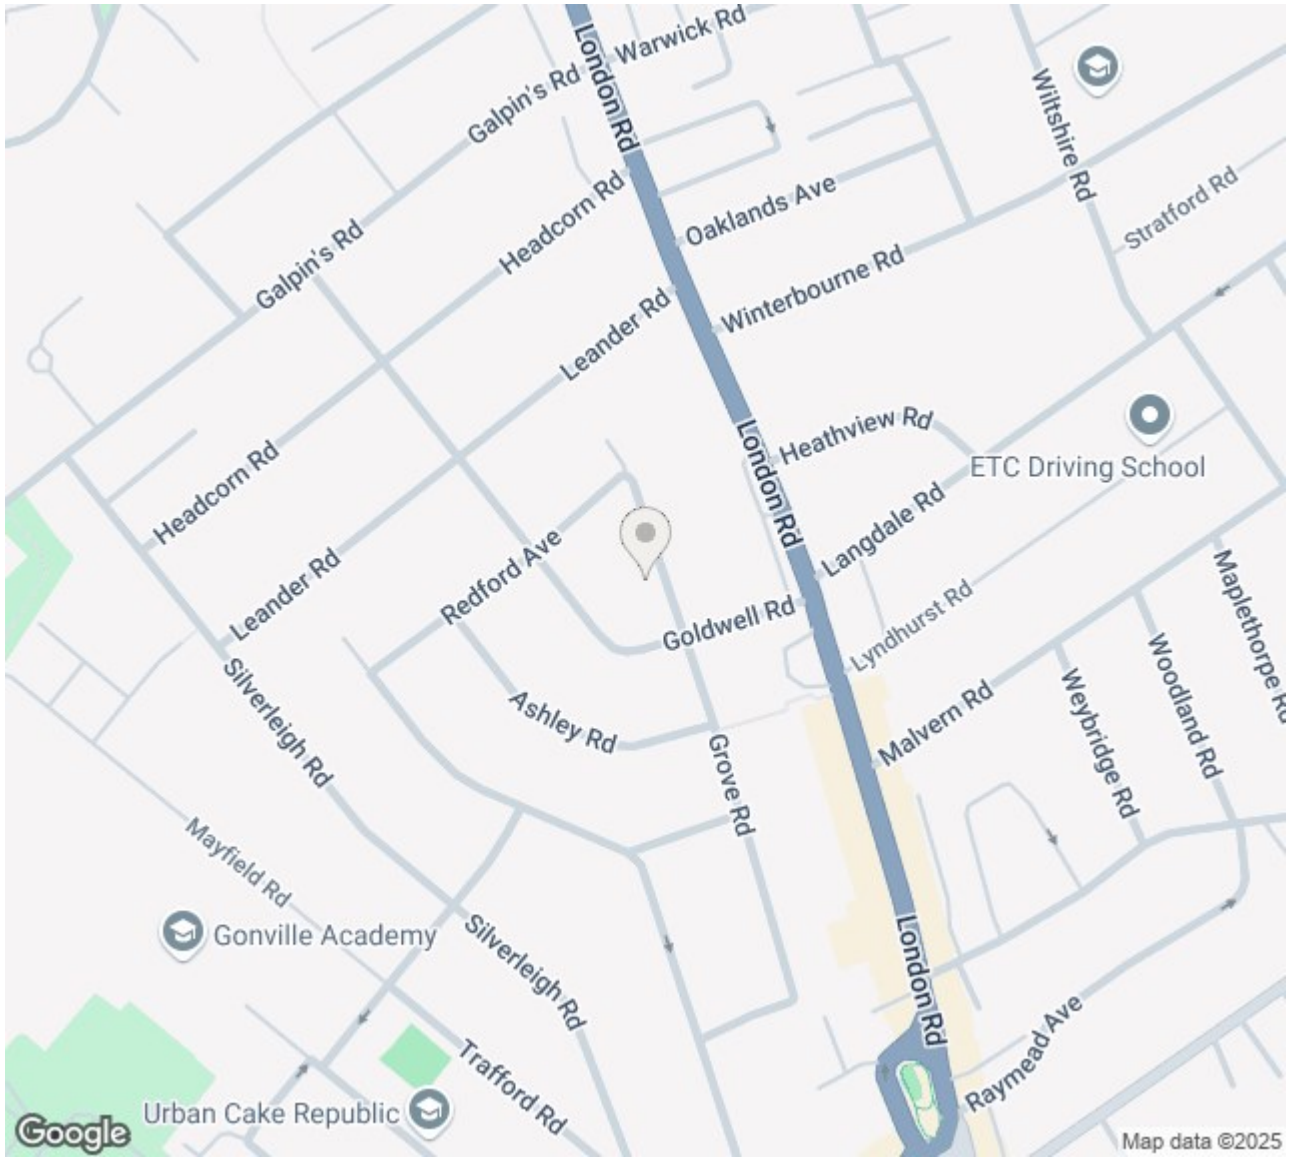 Warwick Rd
London Rd
Galpin's Rd
Wiltshire Rd
Headcorn Rd
Oaklands Ave
Stratford Rd
Galpin's Rd
Winterbourne Rd
Leander Rd
Heathview Rd
London Rd
ETC Driving School
Headcorn Rd
Langdale Rd
Redford Ave
Leander Rd
Goldwell Rd
Lyndhurst Rd
Maplethorpe Rd
Woodland Rd
Weybridge Rd
Malvern Rd
Silverleigh Rd
Ashley Rd
Grove Rd
Mayfield Rd
Gonville Academy
Silverleigh Rd
London Rd
Raymead Ave
Trafford Rd
Urban Cake Republic
Google
Map data ©2025